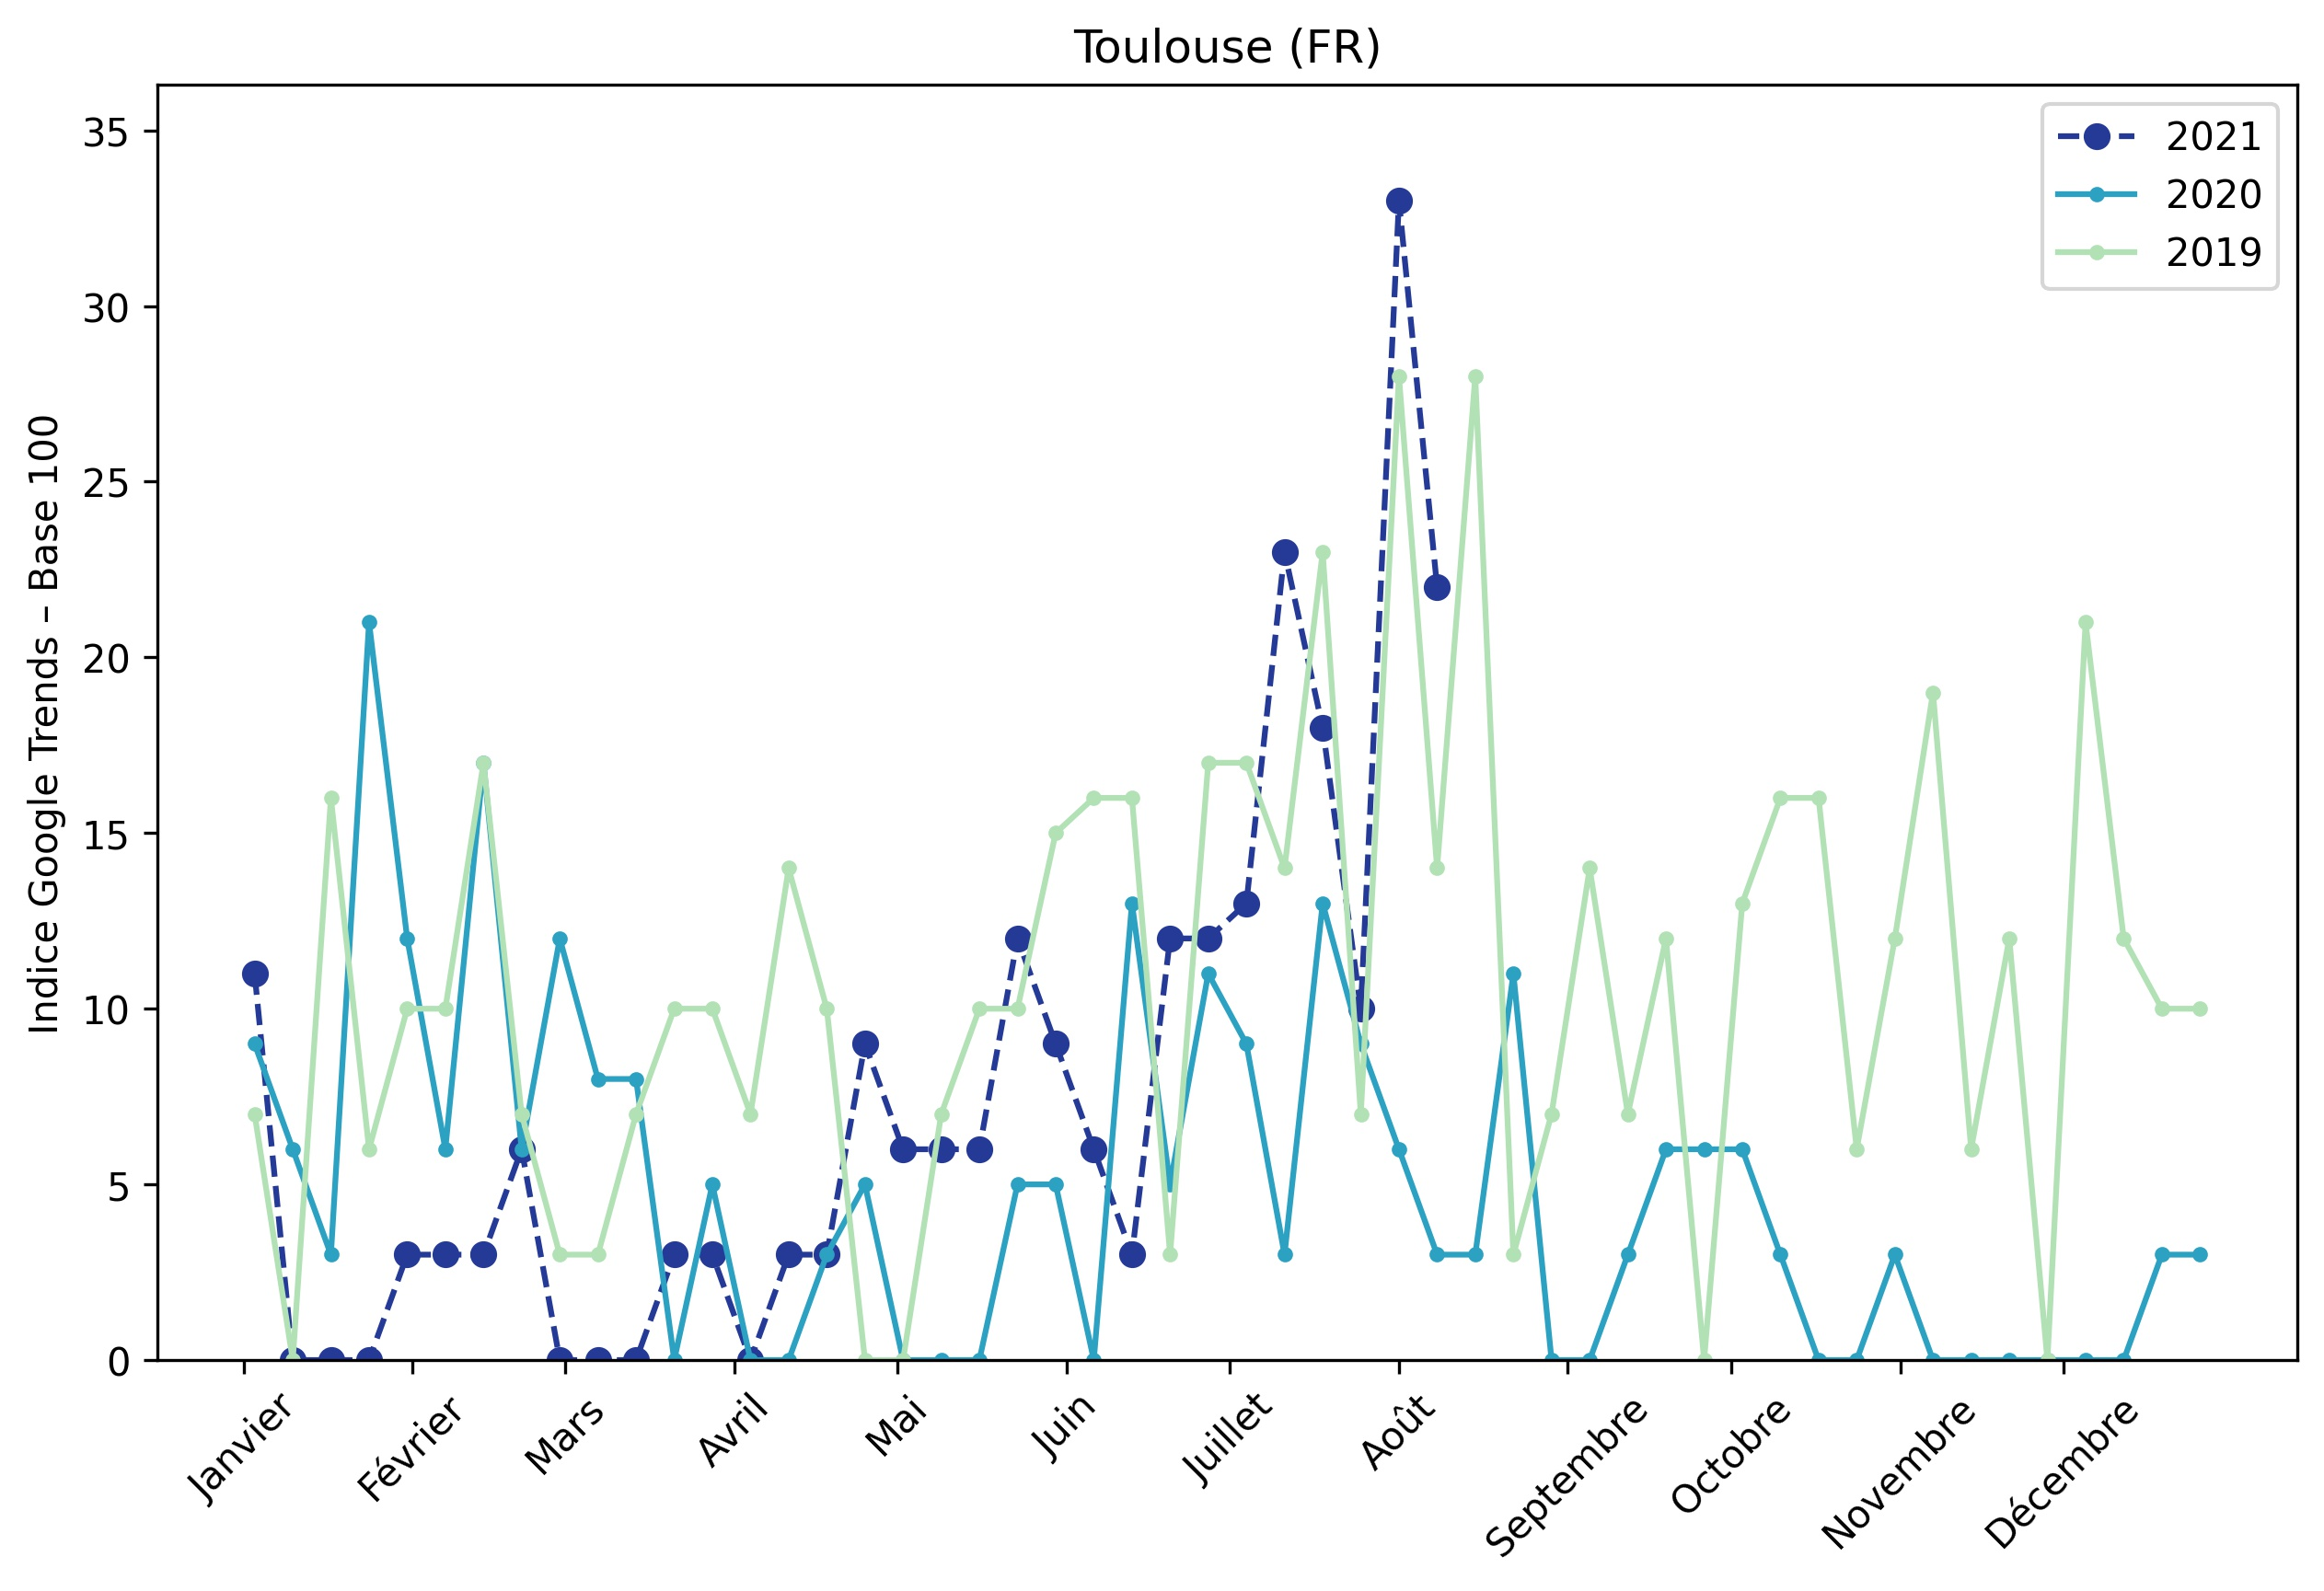 Toulouse (FR)
Indice Google Trends – Base 100
35
30
25
20
15
10
5
0
2021
2020
2019
Janvier
Février
Mars
Avril
Mai
Juin
Juillet
Août
Septembre
Octobre
Novembre
Décembre